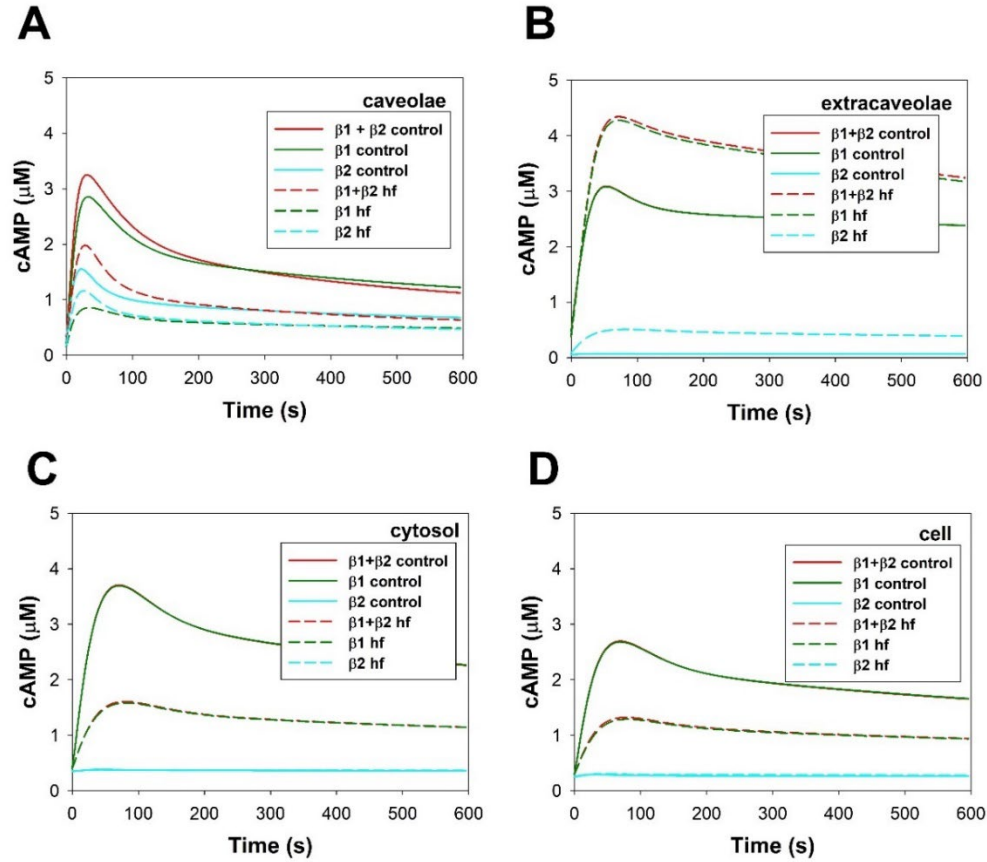 A
caveolae
β1 + β2 control
β1 control
β2 control
β1+β2 hf
β1 hf
β2 hf
5
4
3
2
1
0
cAMP (μM)
0 100 200 300 400 500 600
Time (s)
B
extracaveolae
β1+β2 control
β1 control
β2 control
β1+β2 hf
β1 hf
β2 hf
5
4
3
2
1
0
cAMP (μM)
0 100 200 300 400 500 600
Time (s)
C
cytosol
β1+β2 control
β1 control
β2 control
β1+β2 hf
β1 hf
β2 hf
5
4
3
2
1
0
cAMP (μM)
0 100 200 300 400 500 600
Time (s)
D
cell
β1+β2 control
β1 control
β2 control
β1+β2 hf
β1 hf
β2 hf
5
4
3
2
1
0
cAMP (μM)
0 100 200 300 400 500 600
Time (s)